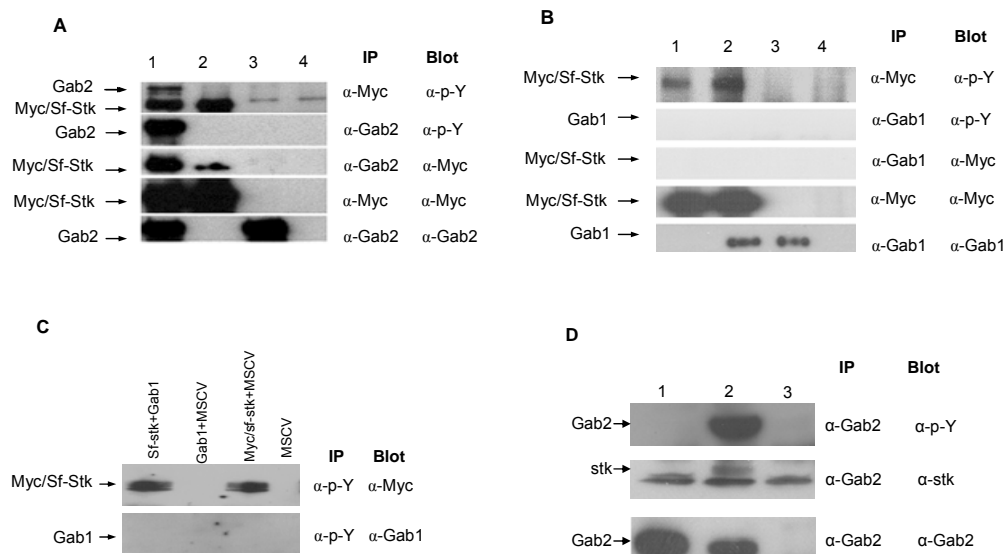 A
1 2 3 4 IP Blot
Gab2
Myc/Sf-Stk α-Myc α-p-Y
Gab2 α-Gab2 α-p-Y
Myc/Sf-Stk α-Gab2 α-Myc
Myc/Sf-Stk α-Myc α-Myc
Gab2 α-Gab2 α-Gab2
B
1 2 3 4 IP Blot
Myc/Sf-Stk α-Myc α-p-Y
Gab1 α-Gab1 α-p-Y
Myc/Sf-Stk α-Gab1 α-Myc
Myc/Sf-Stk α-Myc α-Myc
Gab1 α-Gab1 α-Gab1
C
Sf-stk+Gab1
Gab1+MSCV
Myc/sf-stk+MSCV
MSCV
IP Blot
Myc/Sf-Stk α-p-Y α-Myc
Gab1 α-p-Y α-Gab1
D
IP Blot
1 2 3
Gab2 α-Gab2 α-p-Y
stk α-Gab2 α-stk
Gab2 α-Gab2 α-Gab2